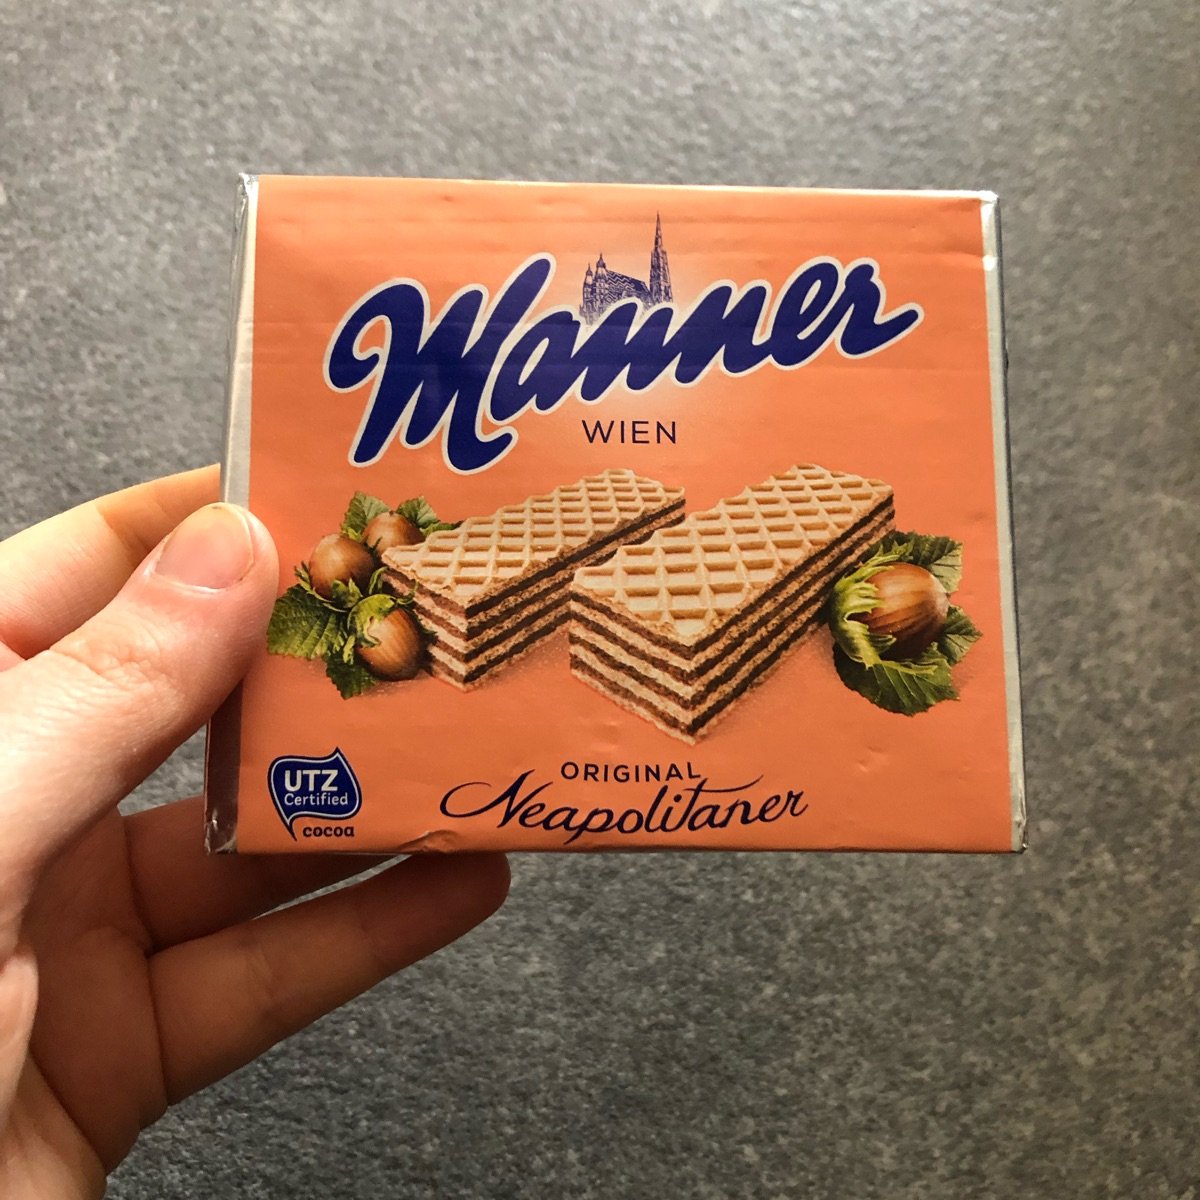 Manner
WIEN
ORIGINAL
Neapolitaner
UTZ
Certified
cocoa